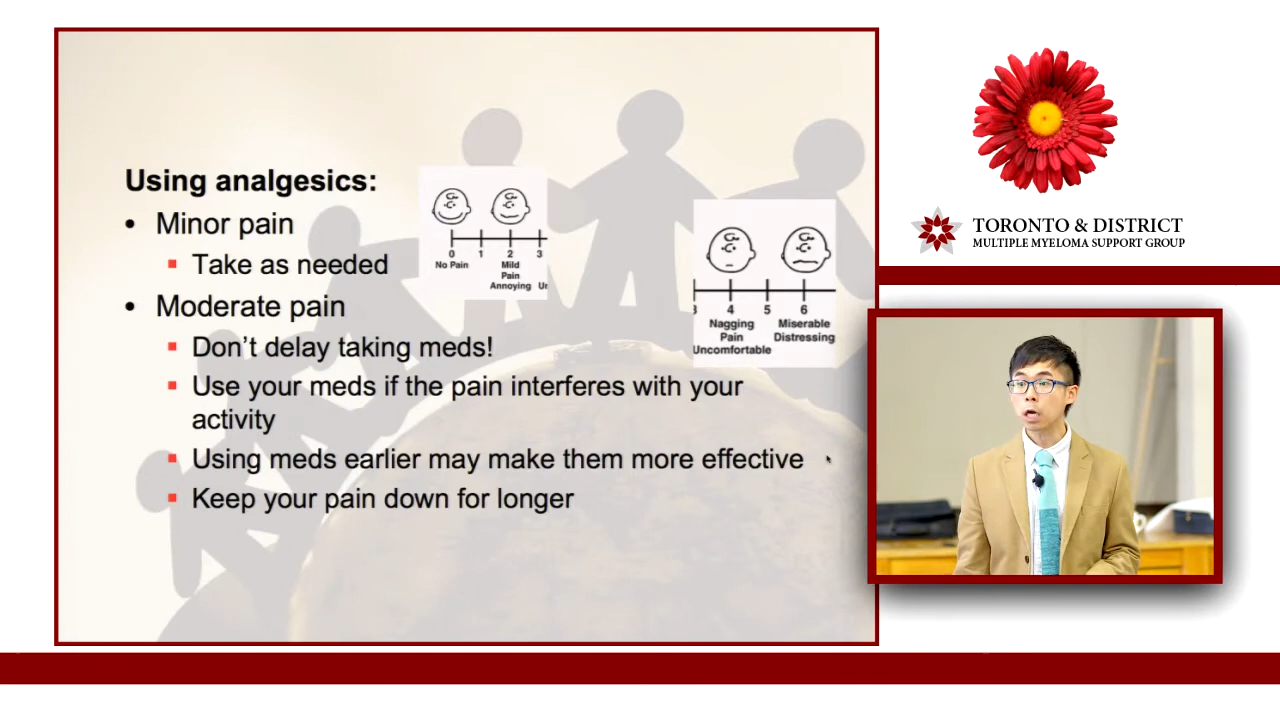 Using analgesics:
• Minor pain
▪ Take as needed
• Moderate pain
▪ Don't delay taking meds!
▪ Use your meds if the pain interferes with your
activity
▪ Using meds earlier may make them more effective
▪ Keep your pain down for longer
0 1 2 3
No Pain Mild
Pain
Annoying Un
3 4 5 6
Nagging Miserable
Pain Distressing
Uncomfortable
TORONTO & DISTRICT
MULTIPLE MYELOMA SUPPORT GROUP